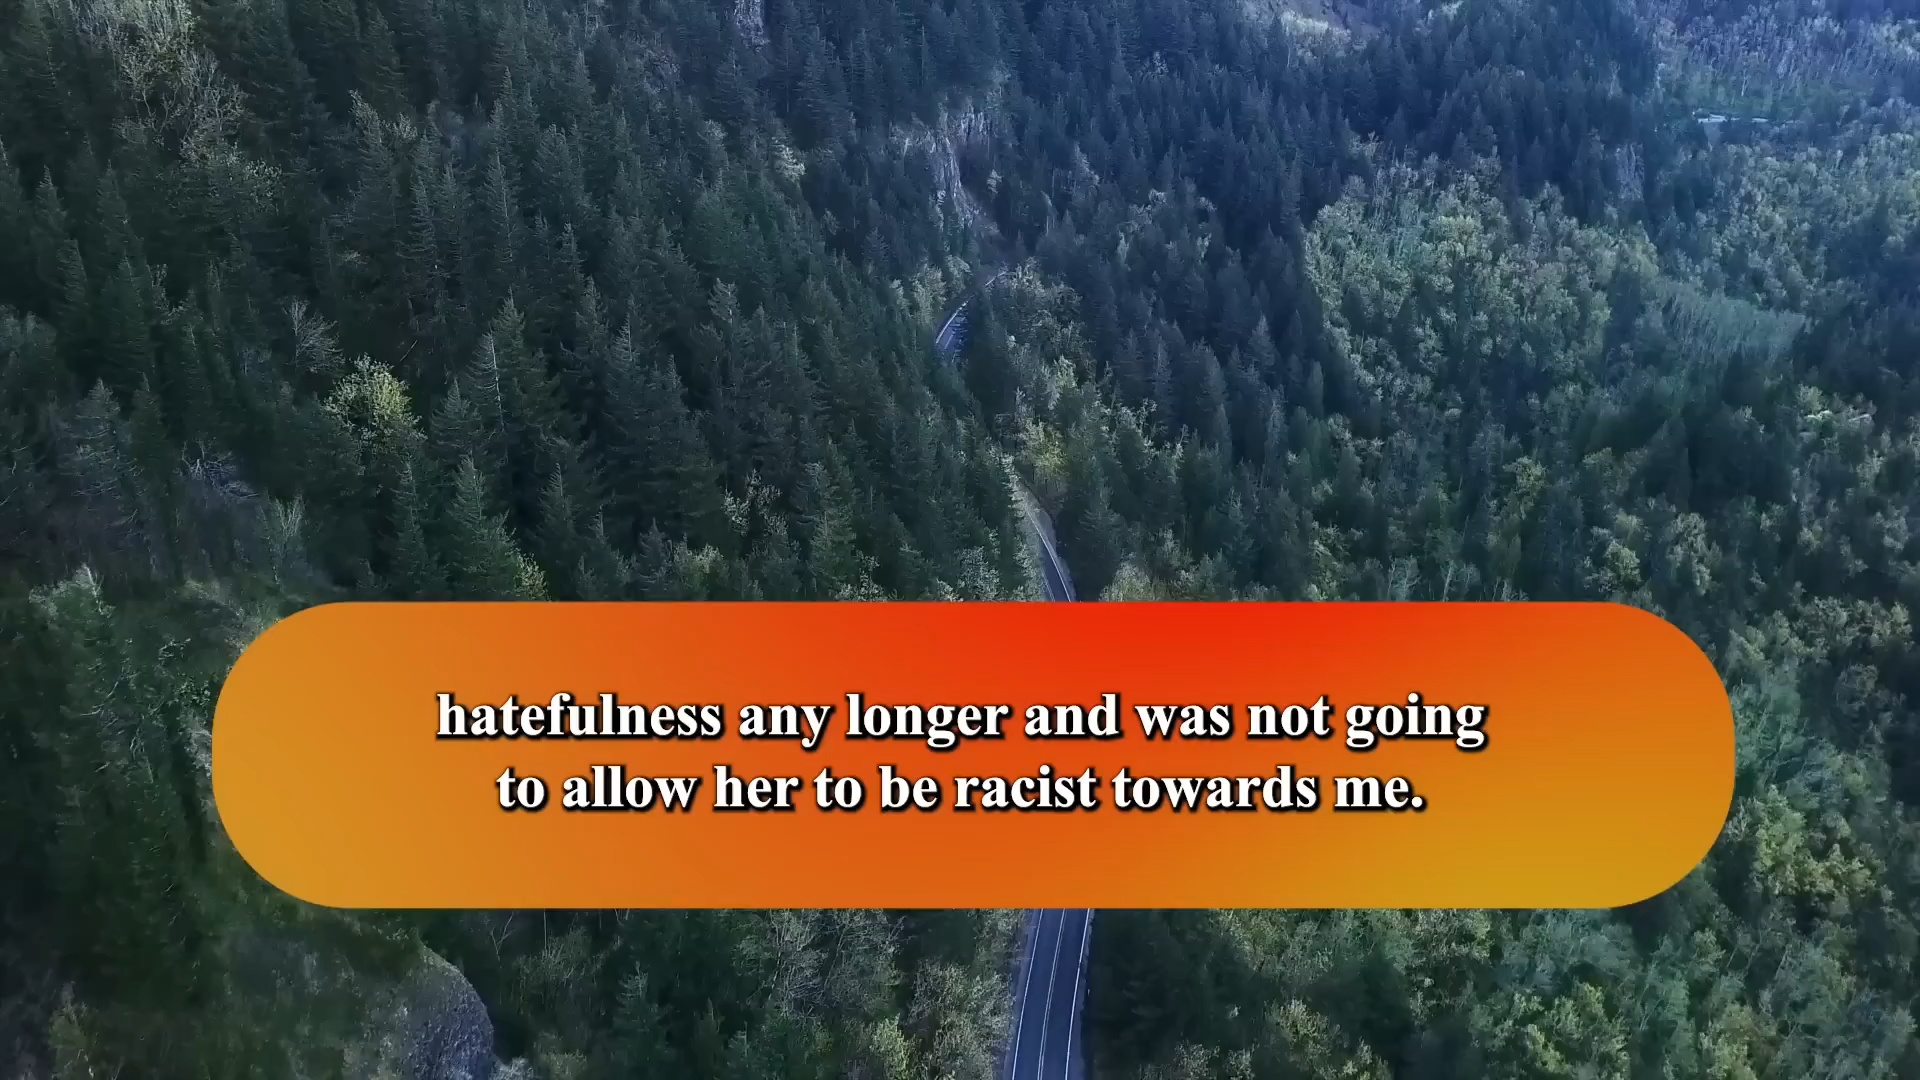 hatefulness any longer and was not going
to allow her to be racist towards me.